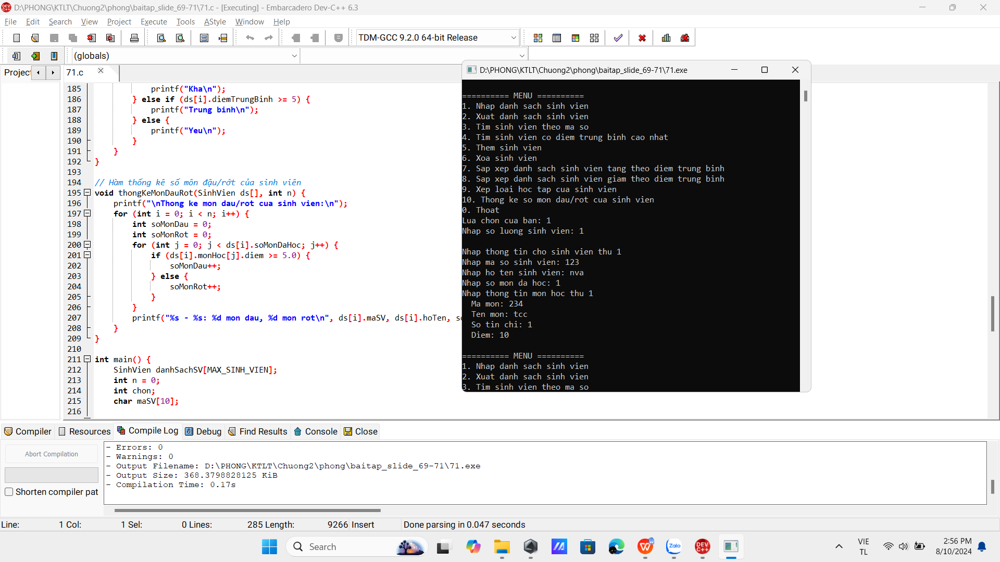 D:\PHONG\KTLT\Chuong2\phong\baitap_slide_69-71\71.c - [Executing] - Embarcadero Dev-C++ 6.3
File Edit Search View Project Execute Tools AStyle Window Help
TDM-GCC 9.2.0 64-bit Release
(globals)
Project
71.c
185 printf("Kha\n");
186 } else if (ds[i].diemTrungBinh >= 5) {
187 printf("Trung binh\n");
188 } else {
189 printf("Yeu\n");
190 }
191 }
192 }
193
194 // Hàm thống kê số môn đậu/rớt của sinh viên
195 void thongKeMonDauRot(SinhVien ds[], int n) {
196 printf("\nThong ke mon dau/rot cua sinh vien:\n");
197 for (int i = 0; i < n; i++) {
198 int soMonDau = 0;
199 int soMonRot = 0;
200 for (int j = 0; j < ds[i].soMonDaHoc; j++) {
201 if (ds[i].monHoc[j].diem >= 5.0) {
202 soMonDau++;
203 } else {
204 soMonRot++;
205 }
206 }
207 printf("%s - %s: %d mon dau, %d mon rot\n", ds[i].maSV, ds[i].hoTen, so
208 }
209 }
210
211 int main() {
212 SinhVien danhSachSV[MAX_SINH_VIEN];
213 int n = 0;
214 int chon;
215 char maSV[10];
216
D:\PHONG\KTLT\Chuong2\phong\baitap_slide_69-71\71.exe
========== MENU ==========
1. Nhap danh sach sinh vien
2. Xuat danh sach sinh vien
3. Tim sinh vien theo ma so
4. Tim sinh vien co diem trung binh cao nhat
5. Them sinh vien
6. Xoa sinh vien
7. Sap xep danh sach sinh vien tang theo diem trung binh
8. Sap xep danh sach sinh vien giam theo diem trung binh
9. Xep loai hoc tap cua sinh vien
10. Thong ke so mon dau/rot cua sinh vien
0. Thoat
Lua chon cua ban: 1
Nhap so luong sinh vien: 1
Nhap thong tin cho sinh vien thu 1
Nhap ma so sinh vien: 123
Nhap ho ten sinh vien: nva
Nhap so mon da hoc: 1
Nhap thong tin mon hoc thu 1
Ma mon: 234
Ten mon: tcc
So tin chi: 1
Diem: 10
========== MENU ==========
1. Nhap danh sach sinh vien
2. Xuat danh sach sinh vien
3. Tim sinh vien theo ma so
Compiler Resources Compile Log Debug Find Results Console Close
Abort Compilation
Shorten compiler pat
- Errors: 0
- Warnings: 0
- Output Filename: D:\PHONG\KTLT\Chuong2\phong\baitap_slide_69-71\71.exe
- Output Size: 368.3798828125 KiB
- Compilation Time: 0.17s
Line: 1 Col: 1 Sel: 0 Lines: 285 Length: 9266 Insert Done parsing in 0.047 seconds
Search
Zalo
DEV C++
VIE
TL
2:56 PM
8/10/2024